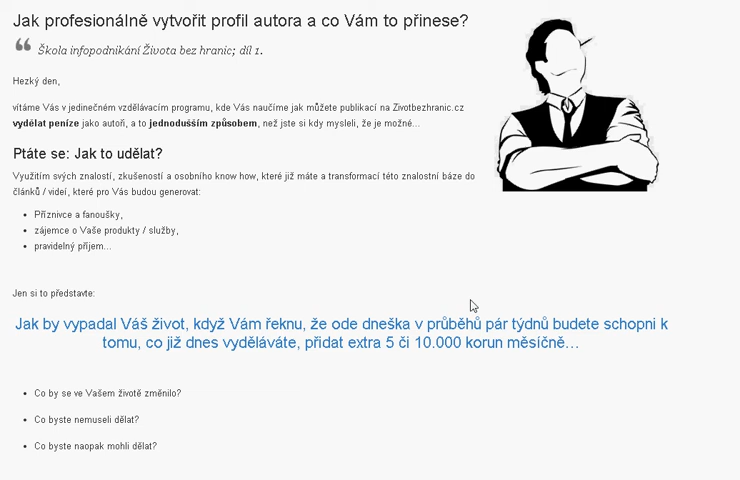 Jak profesionálně vytvořit profil autora a co Vám to přinese?
“ Škola infopodnikání Života bez hranic; díl 1.
Hezký den,
vítáme Vás v jedinečném vzdělávacím programu, kde Vás naučíme jak můžete publikací na Zivotbezhranic.cz
vydělat peníze jako autoři, a to jednodušším způsobem, než jste si kdy mysleli, že je možné...
Ptáte se: Jak to udělat?
Využitím svých znalostí, zkušeností a osobního know how, které již máte a transformací této znalostní báze do
článků / videí, které pro Vás budou generovat:
• Příznivce a fanoušky,
• zájemce o Vaše produkty / služby,
• pravidelný příjem...
Jen si to představte:
Jak by vypadal Váš život, když Vám řeknu, že ode dneška v průběhů pár týdnů budete schopni k
tomu, co již dnes vyděláváte, přidat extra 5 či 10.000 korun měsíčně...
• Co by se ve Vašem životě změnilo?
• Co byste nemuseli dělat?
• Co byste naopak mohli dělat?